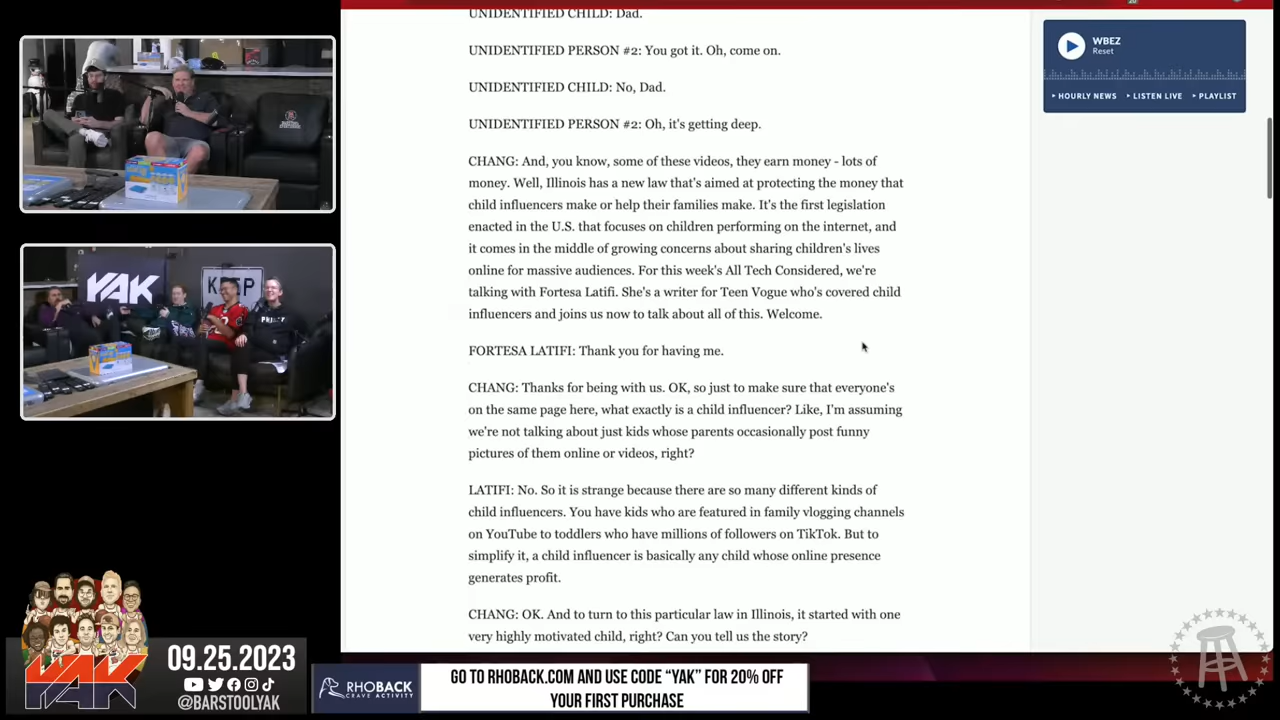 UNIDENTIFIED CHILD: Dad.
UNIDENTIFIED PERSON #2: You got it. Oh, come on.
UNIDENTIFIED CHILD: No, Dad.
UNIDENTIFIED PERSON #2: Oh, it's getting deep.
CHANG: And, you know, some of these videos, they earn money - lots of
money. Well, Illinois has a new law that's aimed at protecting the money that
child influencers make or help their families make. It's the first legislation
enacted in the U.S. that focuses on children performing on the internet, and
it comes in the middle of growing concerns about sharing children's lives
online for massive audiences. For this week's All Tech Considered, we're
talking with Fortesa Latifi. She's a writer for Teen Vogue who's covered child
influencers and joins us now to talk about all of this. Welcome.
FORTESA LATIFI: Thank you for having me.
CHANG: Thanks for being with us. OK, so just to make sure that everyone's
on the same page here, what exactly is a child influencer? Like, I'm assuming
we're not talking about just kids whose parents occasionally post funny
pictures of them online or videos, right?
LATIFI: No. So it is strange because there are so many different kinds of
child influencers. You have kids who are featured in family vlogging channels
on YouTube to toddlers who have millions of followers on TikTok. But to
simplify it, a child influencer is basically any child whose online presence
generates profit.
CHANG: OK. And to turn to this particular law in Illinois, it started with one
very highly motivated child, right? Can you tell us the story?
WBEZ
Reset
HOURLY NEWS
LISTEN LIVE
PLAYLIST
YAK
KEEP
YAK
09.25.2023
@BARSTOOLYAK
RHOBACK
CRAVE ACTIVITY
GO TO RHOBACK.COM AND USE CODE “YAK” FOR 20% OFF
YOUR FIRST PURCHASE